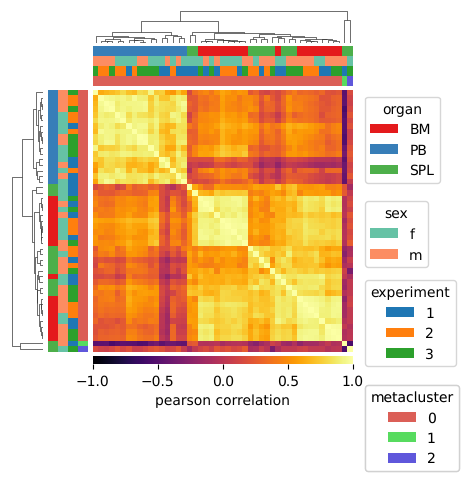 organ
BM
PB
SPL
sex
f
m
experiment
1
2
3
−1.0 −0.5 0.0 0.5 1.0
pearson correlation
metacluster
0
1
2